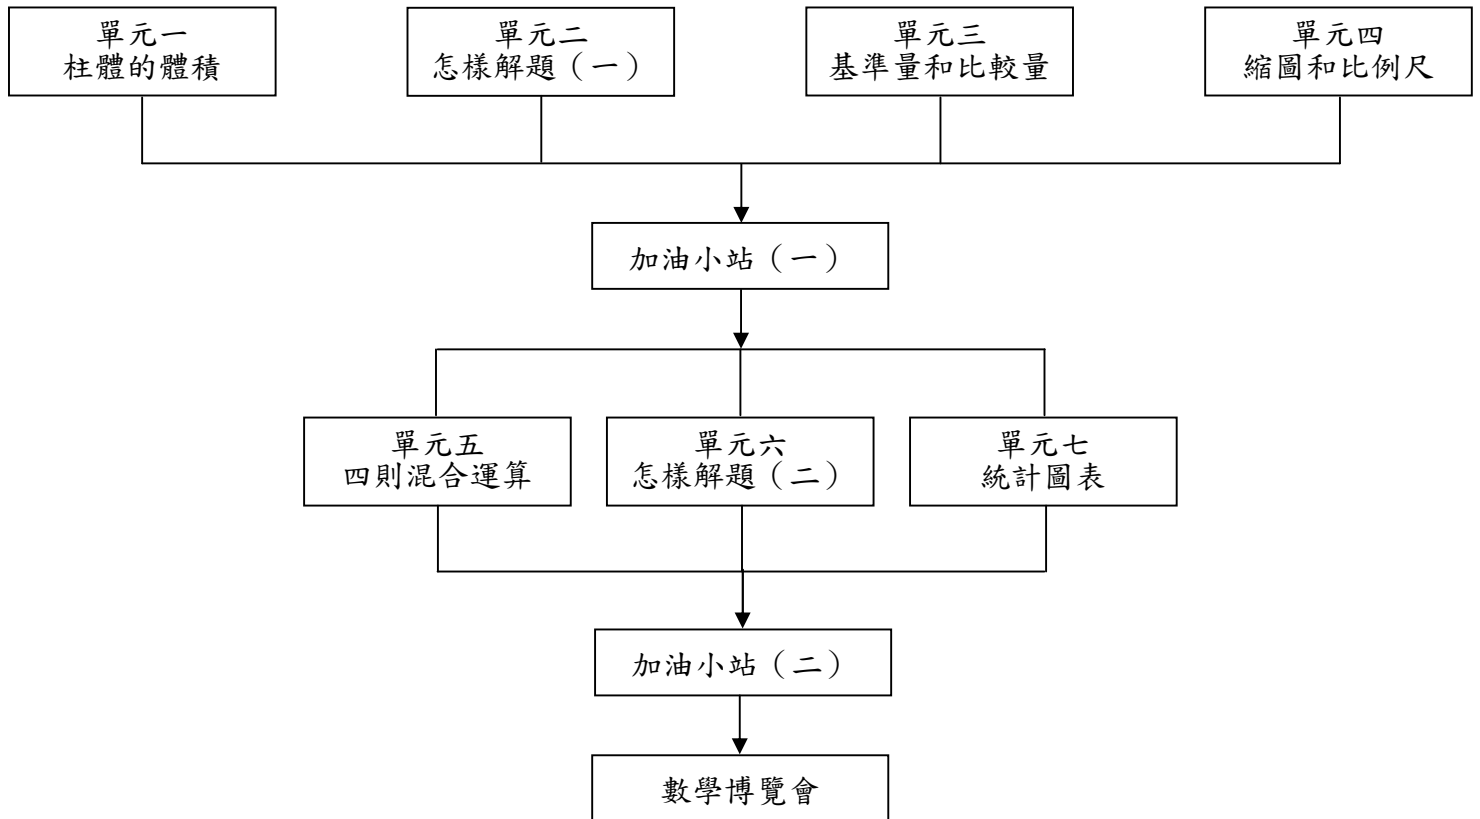 單元一
柱體的體積
單元二
怎樣解題（一）
單元三
基準量和比較量
單元四
縮圖和比例尺
加油小站（一）
單元五
四則混合運算
單元六
怎樣解題（二）
單元七
統計圖表
加油小站（二）
數學博覽會